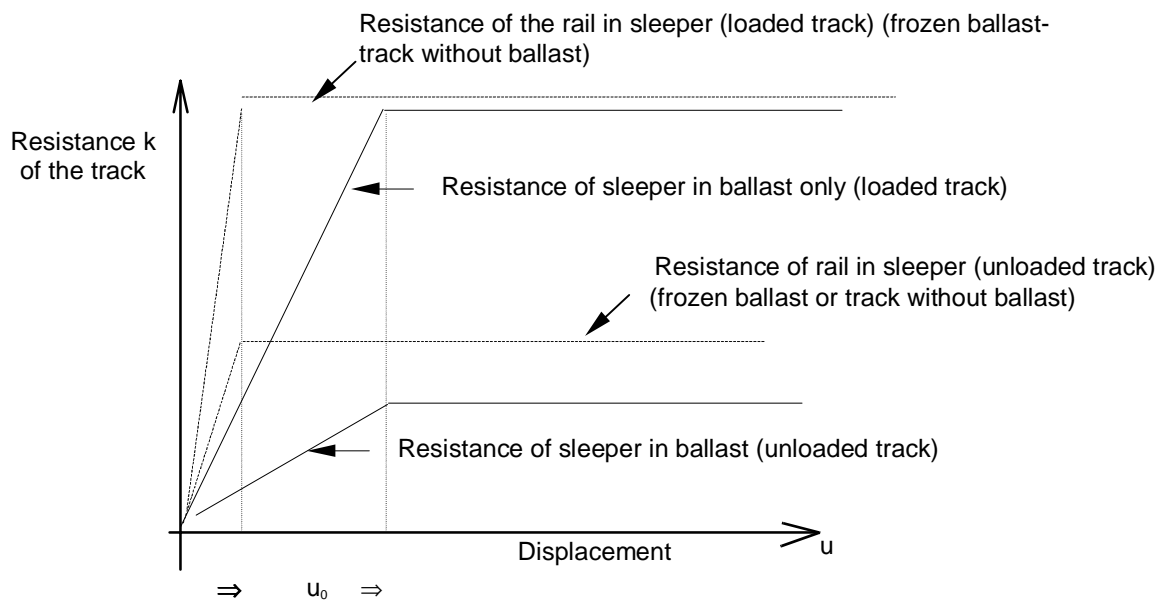 Resistance of the rail in sleeper (loaded track) (frozen ballast-
track without ballast)
Resistance k
of the track
Resistance of sleeper in ballast only (loaded track)
Resistance of rail in sleeper (unloaded track)
(frozen ballast or track without ballast)
Resistance of sleeper in ballast (unloaded track)
Displacement
u
⇒ u₀ ⇒